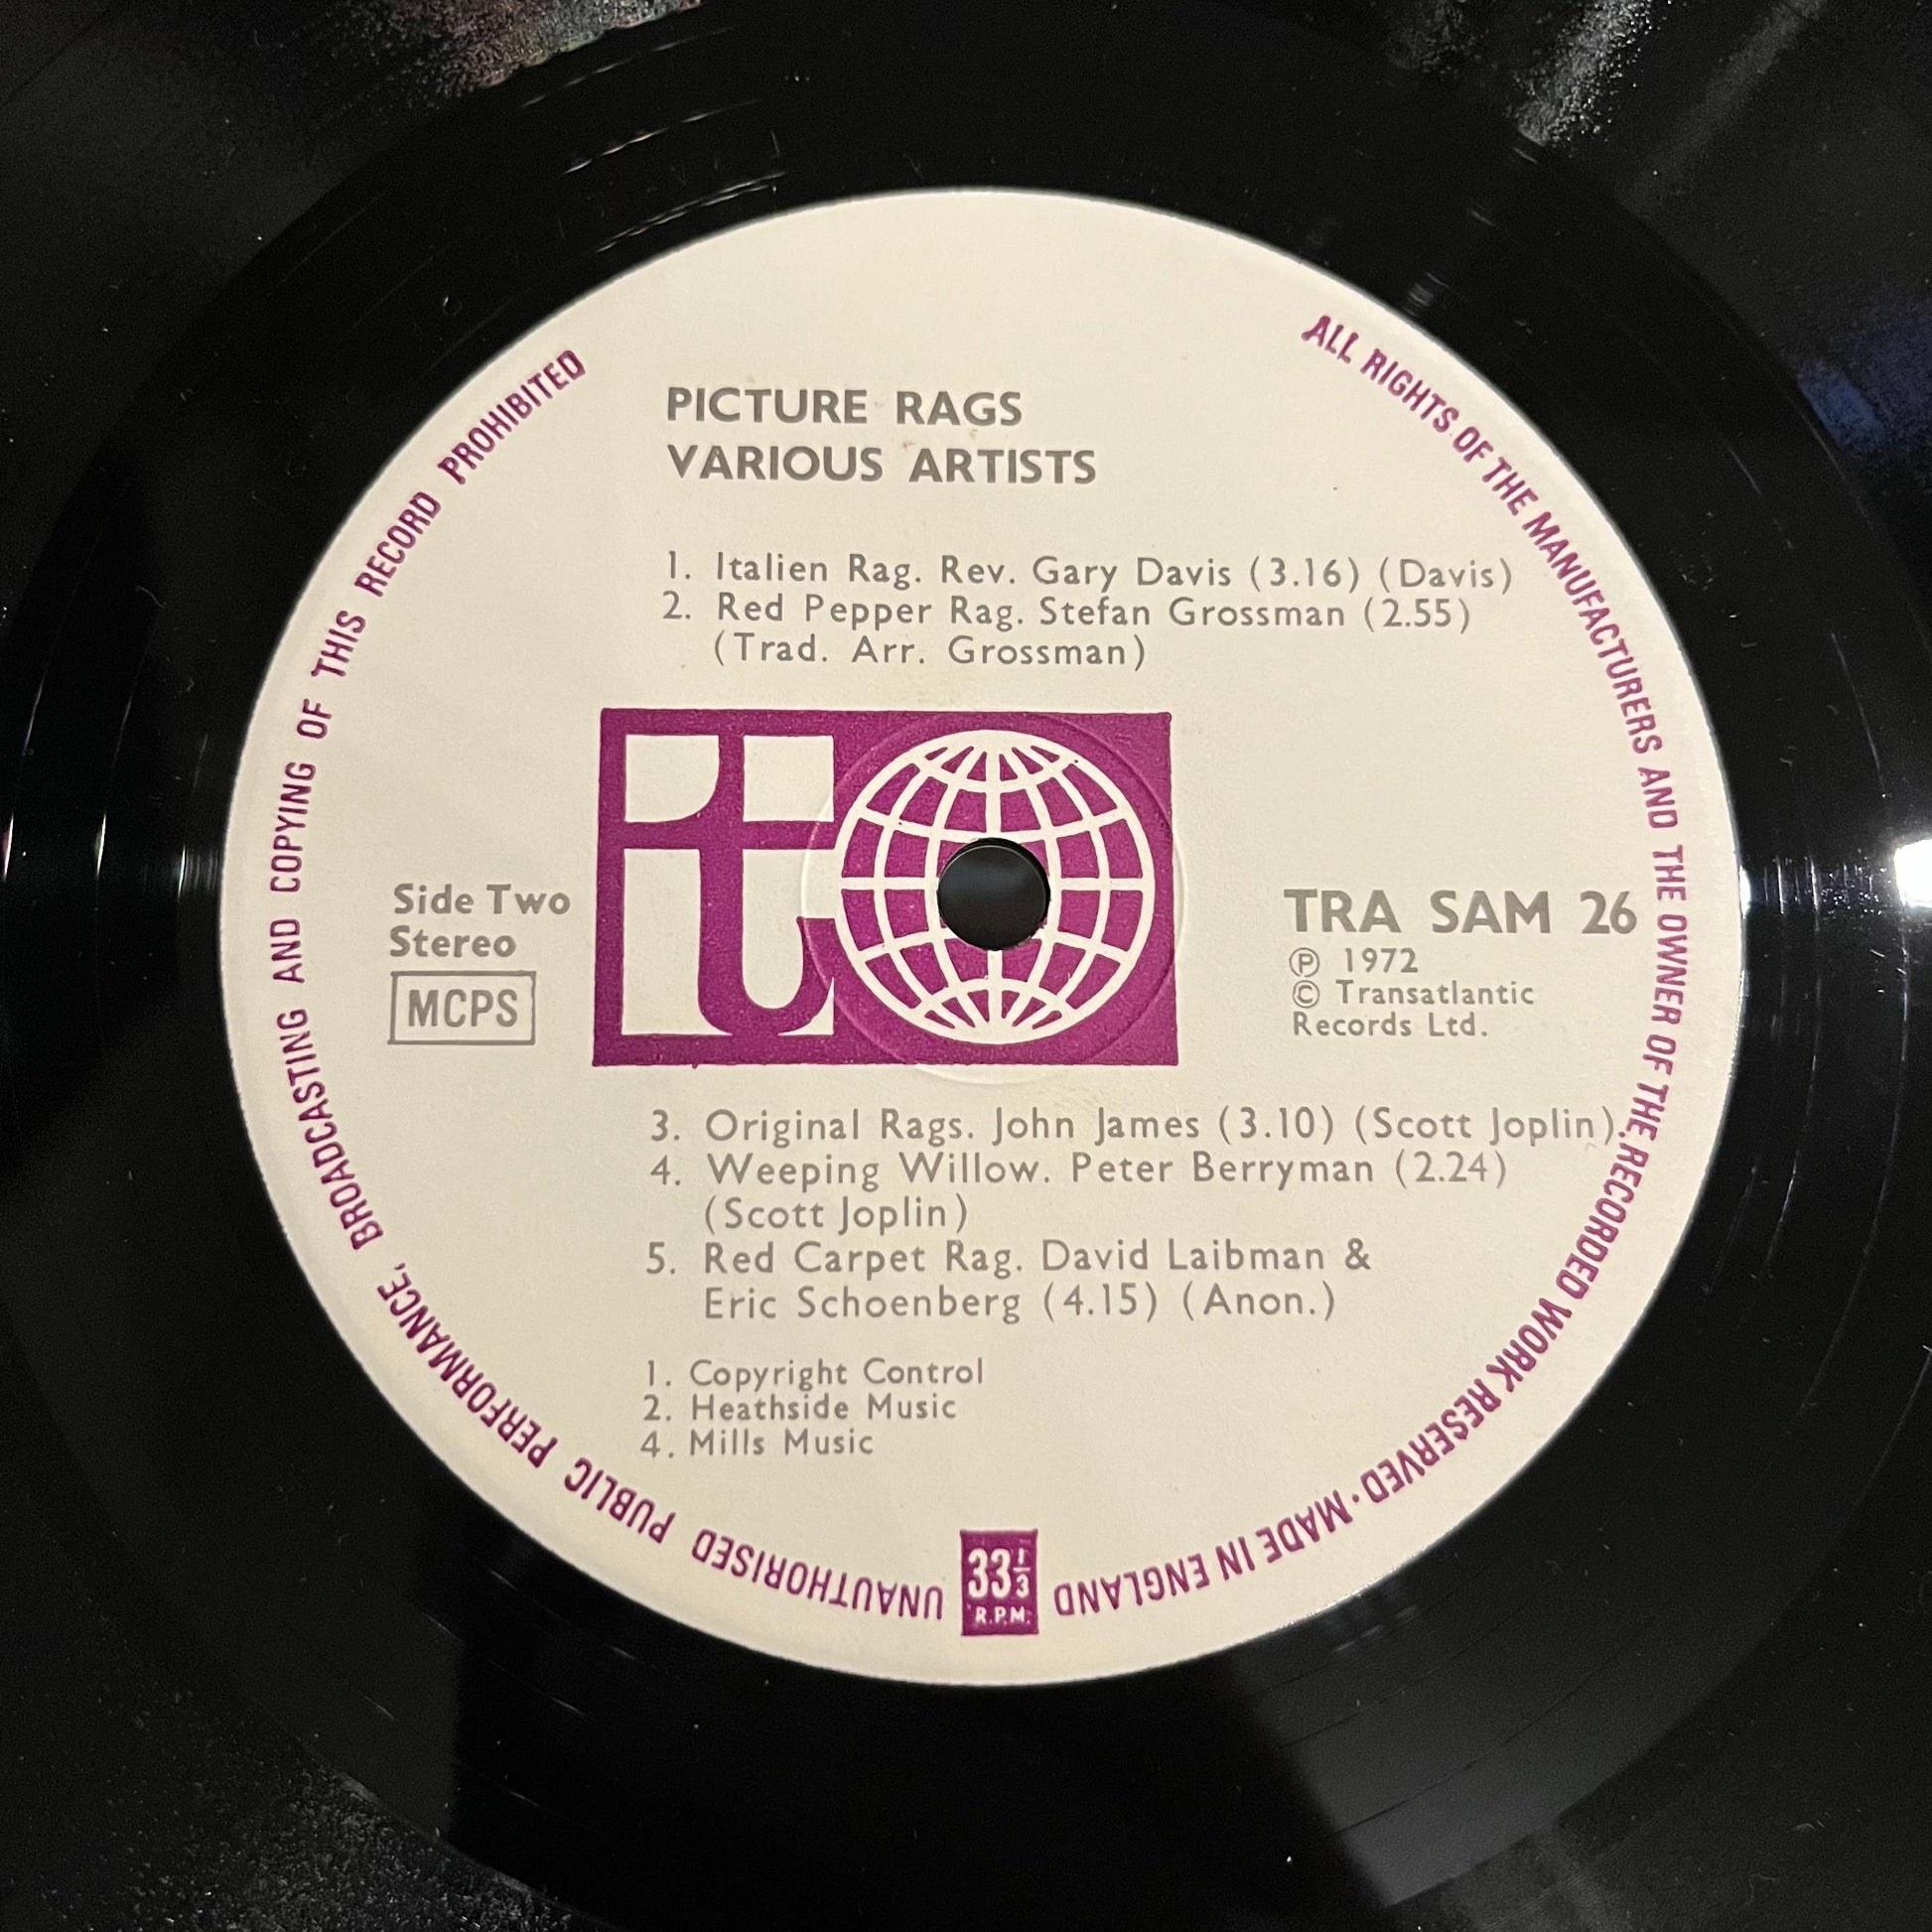 PICTURE RAGS
VARIOUS ARTISTS
1. Italien Rag. Rev. Gary Davis (3.16) (Davis)
2. Red Pepper Rag. Stefan Grossman (2.55)
(Trad. Arr. Grossman)
t
Side Two
Stereo
MCPS
TRA SAM 26
Ⓟ 1972
© Transatlantic
Records Ltd.
3. Original Rags. John James (3.10) (Scott Joplin).
4. Weeping Willow. Peter Berryman (2.24)
(Scott Joplin)
5. Red Carpet Rag. David Laibman &
Eric Schoenberg (4.15) (Anon.)
1. Copyright Control
2. Heathside Music
4. Mills Music
33⅓
R.P.M.
ALL RIGHTS OF THE MANUFACTURERS AND THE OWNER OF THE RECORDED WORK RESERVED · MADE IN ENGLAND
UNAUTHORISED PUBLIC PERFORMANCE, BROADCASTING AND COPYING OF THIS RECORD PROHIBITED